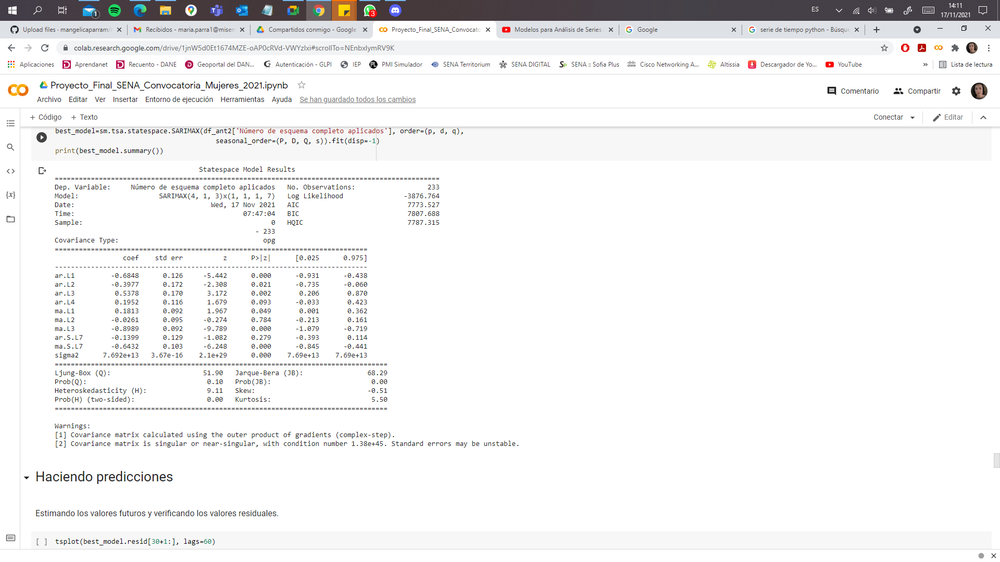 1
3
ES
14:11
17/11/2021
Upload files · mangelicaparram/r
Recibidos - maria.parra1@misen
Compartidos conmigo - Google
Proyecto_Final_SENA_Convocato
Modelos para Análisis de Series
Google
serie de tiempo python - Búsque
colab.research.google.com/drive/1jnW5d0Et1674MZE-oAP0cRVd-VWYzIxi#scrollTo=NEnbxlymRV9K
Aplicaciones
Aprendanet
Recuento - DANE
Geoportal del DAN...
Autenticación - GLPI
IEP
PMI Simulador
SENA Territorium
SENA DIGITAL
SENA :: Sofia Plus
Cisco Networking A...
Altissia
Descargador de Yo...
YouTube
»
Lista de lectura
Proyecto_Final_SENA_Convocatoria_Mujeres_2021.ipynb
Archivo Editar Ver Insertar Entorno de ejecución Herramientas Ayuda Se han guardado todos los cambios
Comentario
Compartir
+ Código + Texto
Conectar
Editar
best_model=sm.tsa.statespace.SARIMAX(df_ant2['Número de esquema completo aplicados'], order=(p, d, q),
seasonal_order=(P, D, Q, s)).fit(disp=-1)
print(best_model.summary())
Statespace Model Results
==============================================================================================
Dep. Variable: Número de esquema completo aplicados No. Observations: 233
Model: SARIMAX(4, 1, 3)x(1, 1, 1, 7) Log Likelihood -3876.764
Date: Wed, 17 Nov 2021 AIC 7773.527
Time: 07:47:04 BIC 7807.688
Sample: 0 HQIC 7787.315
- 233
Covariance Type: opg
==============================================================================
coef std err z P>|z| [0.025 0.975]
------------------------------------------------------------------------------
ar.L1 -0.6848 0.126 -5.442 0.000 -0.931 -0.438
ar.L2 -0.3977 0.172 -2.308 0.021 -0.735 -0.060
ar.L3 0.5378 0.170 3.172 0.002 0.206 0.870
ar.L4 0.1952 0.116 1.679 0.093 -0.033 0.423
ma.L1 0.1813 0.092 1.967 0.049 0.001 0.362
ma.L2 -0.0261 0.095 -0.274 0.784 -0.213 0.161
ma.L3 -0.8989 0.092 -9.789 0.000 -1.079 -0.719
ar.S.L7 -0.1399 0.129 -1.082 0.279 -0.393 0.114
ma.S.L7 -0.6432 0.103 -6.248 0.000 -0.845 -0.441
sigma2 7.692e+13 3.67e-16 2.1e+29 0.000 7.69e+13 7.69e+13
===================================================================================
Ljung-Box (Q): 51.90 Jarque-Bera (JB): 68.29
Prob(Q): 0.10 Prob(JB): 0.00
Heteroskedasticity (H): 9.11 Skew: -0.51
Prob(H) (two-sided): 0.00 Kurtosis: 5.50
===================================================================================
Warnings:
[1] Covariance matrix calculated using the outer product of gradients (complex-step).
[2] Covariance matrix is singular or near-singular, with condition number 1.38e+45. Standard errors may be unstable.
Haciendo predicciones
Estimando los valores futuros y verificando los valores residuales.
[ ] tsplot(best_model.resid[30+1:], lags=60)